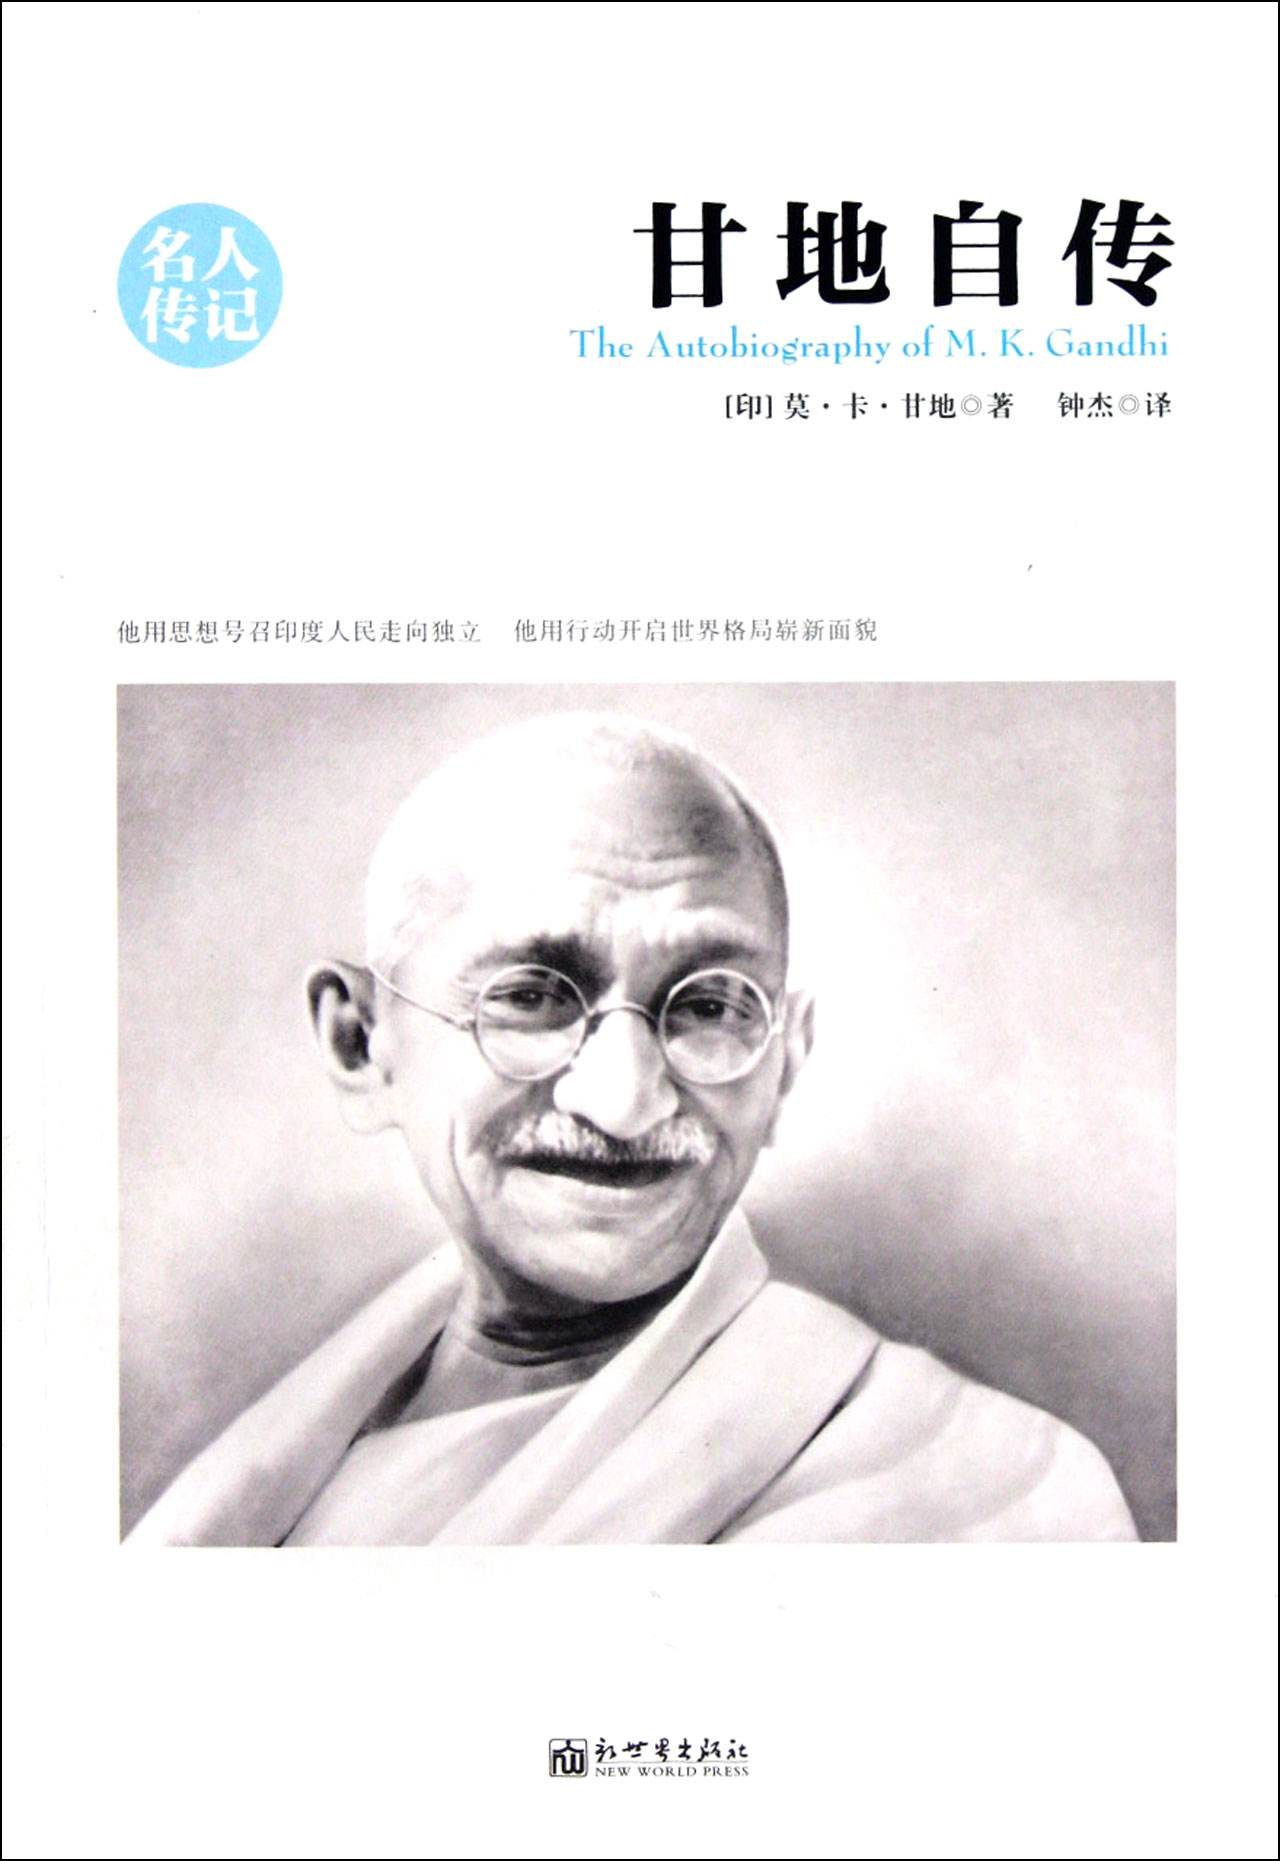 名人
传记
甘地自传
The Autobiography of M. K. Gandhi
[印] 莫·卡·甘地◎著 钟杰◎译
他用思想号召印度人民走向独立 他用行动开启世界格局崭新面貌
新世界出版社
NEW WORLD PRESS